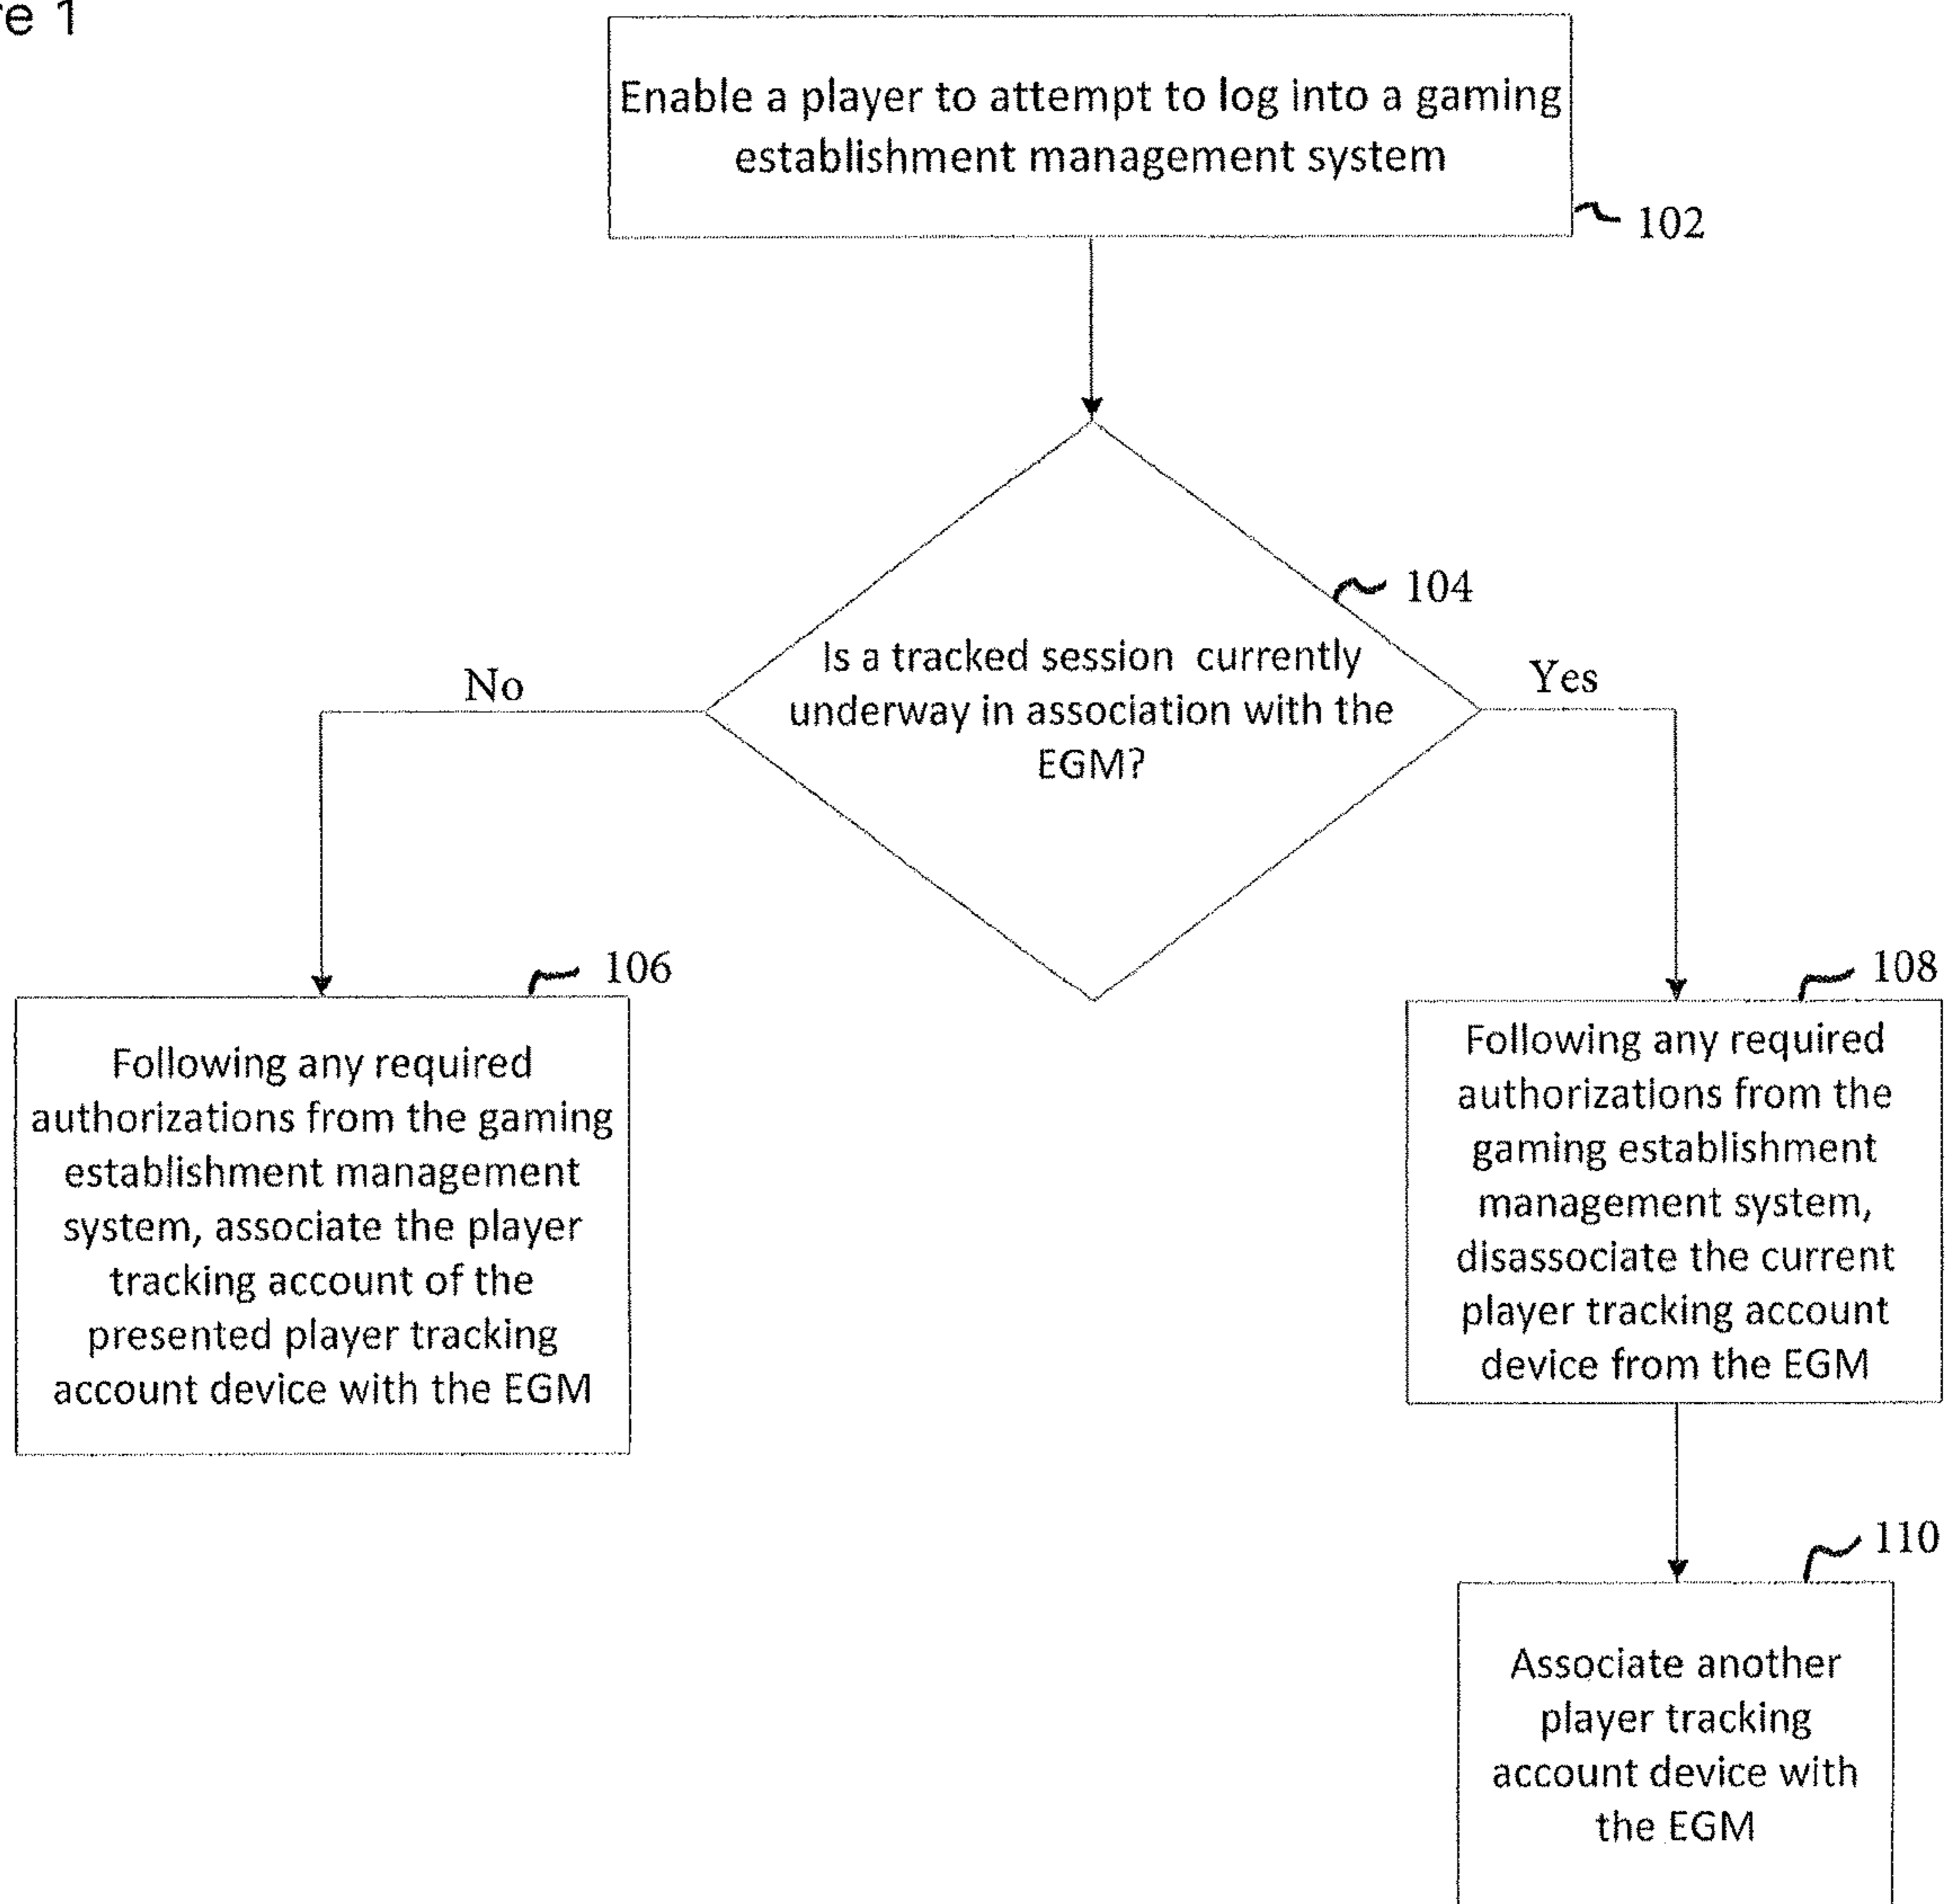 re 1
Enable a player to attempt to log into a gaming
establishment management system
102
104
Is a tracked session currently
underway in association with the
EGM?
No
Yes
106
Following any required
authorizations from the gaming
establishment management
system, associate the player
tracking account of the
presented player tracking
account device with the EGM
108
Following any required
authorizations from the
gaming establishment
management system,
disassociate the current
player tracking account
device from the EGM
110
Associate another
player tracking
account device with
the EGM